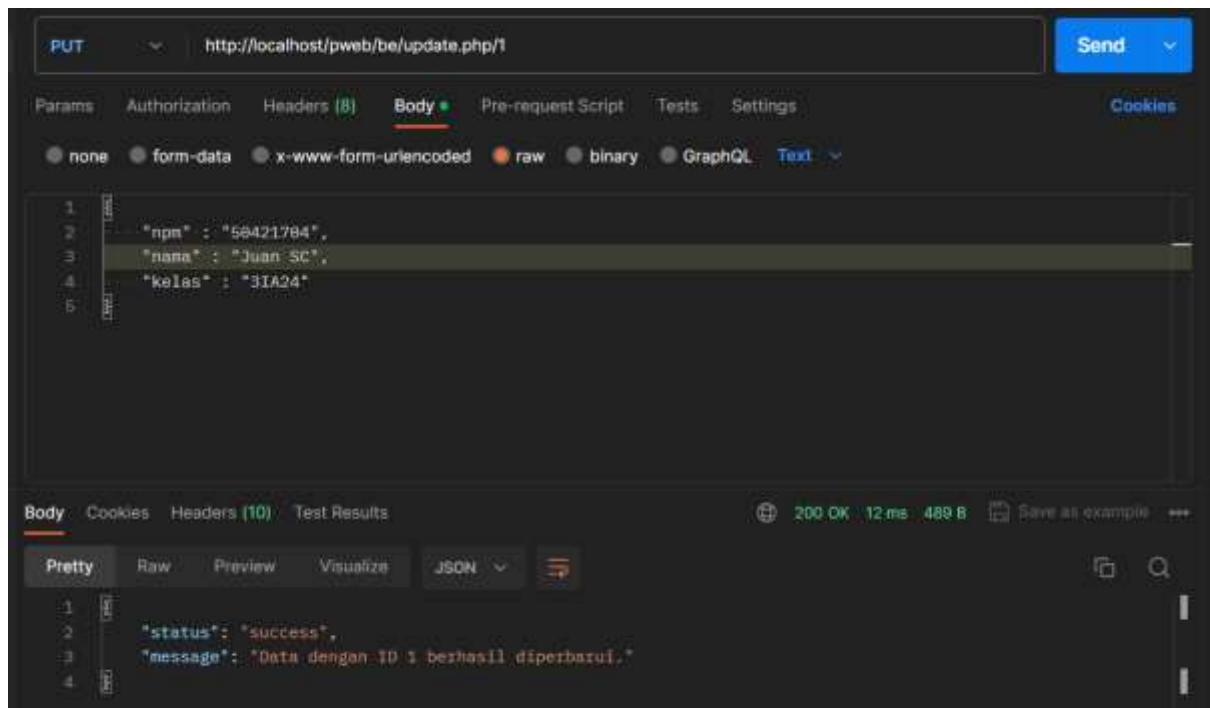 PUT http://localhost/pweb/be/update.php/1 Send
Params Authorization Headers (8) Body Pre-request Script Tests Settings Cookies
none form-data x-www-form-urlencoded raw binary GraphQL Text
1 {
2 "npm" : "50421704",
3 "nama" : "Juan SC",
4 "kelas" : "3IA24"
5 }
Body Cookies Headers (10) Test Results 200 OK 12 ms 489 B Save as example
Pretty Raw Preview Visualize JSON
1 {
2 "status": "success",
3 "message": "Data dengan ID 1 berhasil diperbarui."
4 }